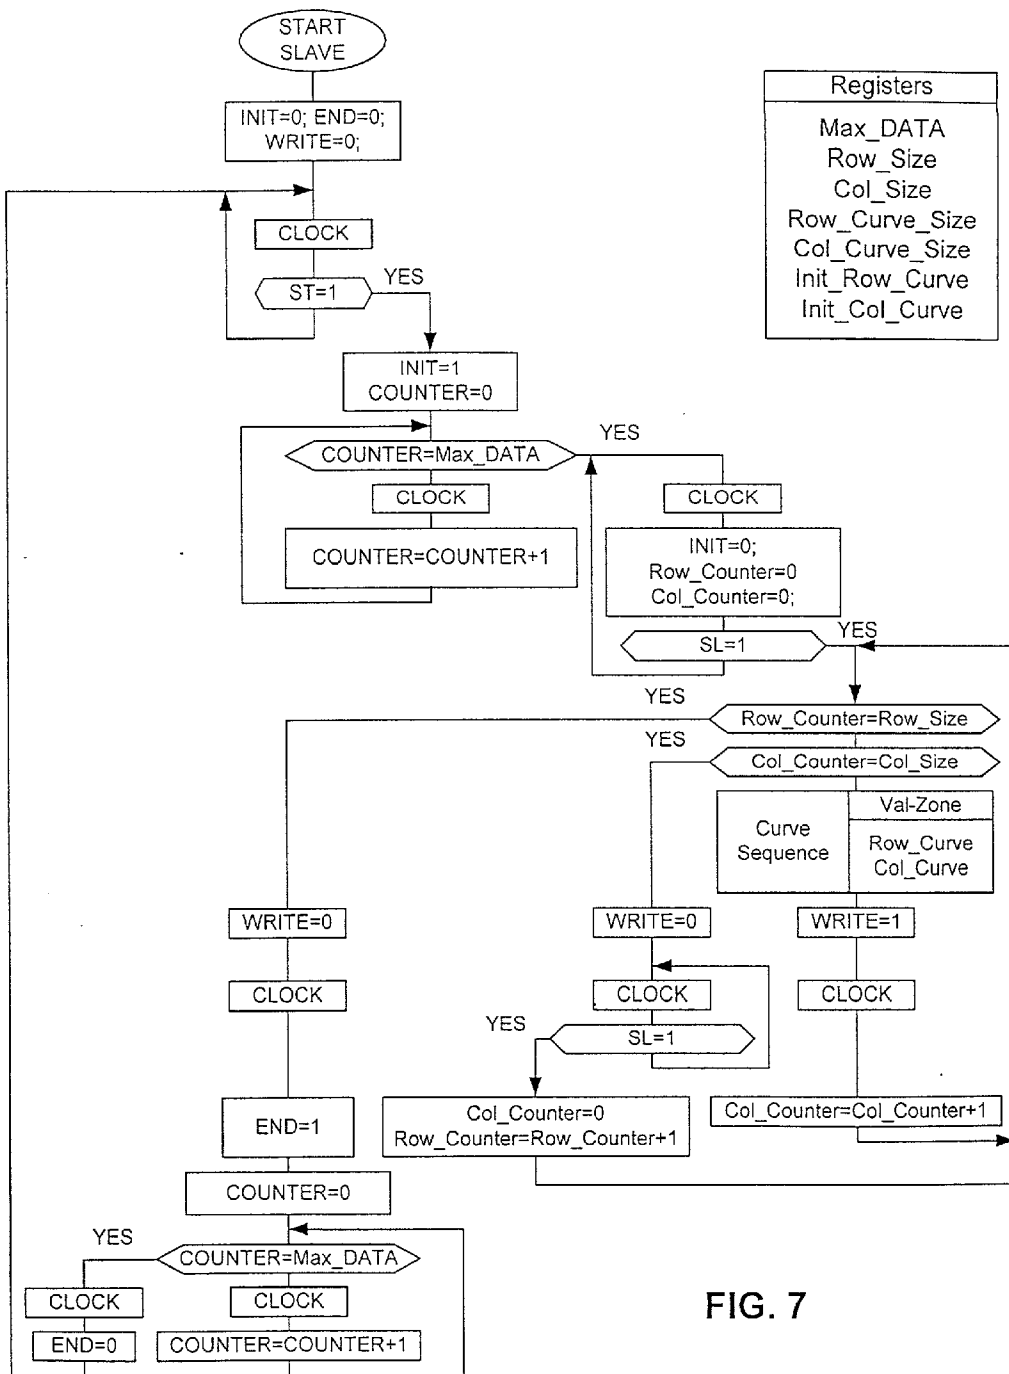 START
SLAVE
INIT=0; END=0;
WRITE=0;
Registers
Max_DATA
Row_Size
Col_Size
Row_Curve_Size
Col_Curve_Size
Init_Row_Curve
Init_Col_Curve
CLOCK
ST=1
YES
INIT=1
COUNTER=0
COUNTER=Max_DATA
YES
CLOCK
COUNTER=COUNTER+1
CLOCK
INIT=0;
Row_Counter=0
Col_Counter=0;
SL=1
YES
YES
Row_Counter=Row_Size
YES
Col_Counter=Col_Size
Curve
Sequence
Val-Zone
Row_Curve
Col_Curve
WRITE=0
WRITE=0
WRITE=1
CLOCK
CLOCK
CLOCK
YES
SL=1
END=1
Col_Counter=0
Row_Counter=Row_Counter+1
Col_Counter=Col_Counter+1
COUNTER=0
YES
COUNTER=Max_DATA
CLOCK
CLOCK
END=0
COUNTER=COUNTER+1
FIG. 7